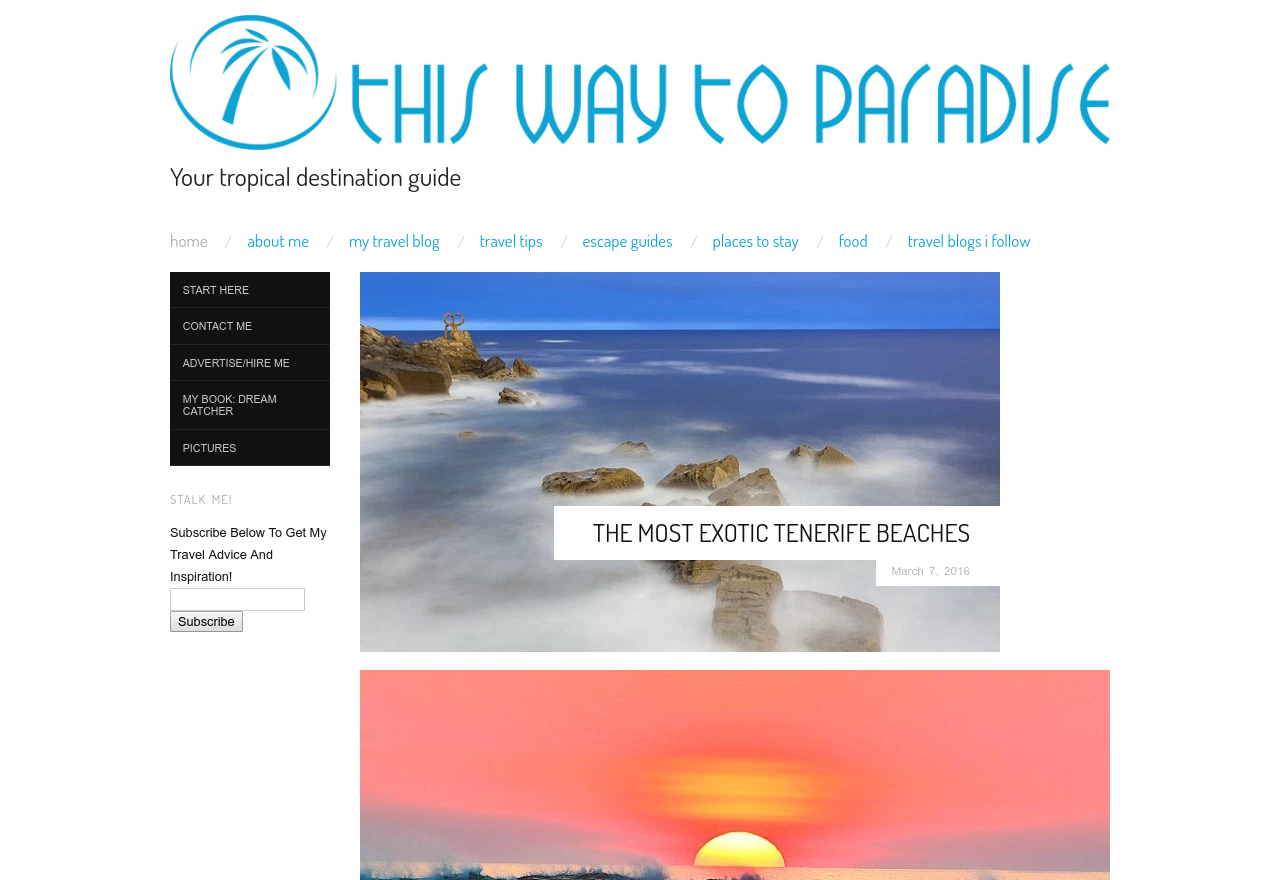 THIS WAY TO PARADISE
Your tropical destination guide
home / about me / my travel blog / travel tips / escape guides / places to stay / food / travel blogs i follow
START HERE
CONTACT ME
ADVERTISE/HIRE ME
MY BOOK: DREAM
CATCHER
PICTURES
STALK ME!
Subscribe Below To Get My
Travel Advice And
Inspiration!
Subscribe
THE MOST EXOTIC TENERIFE BEACHES
March 7, 2016